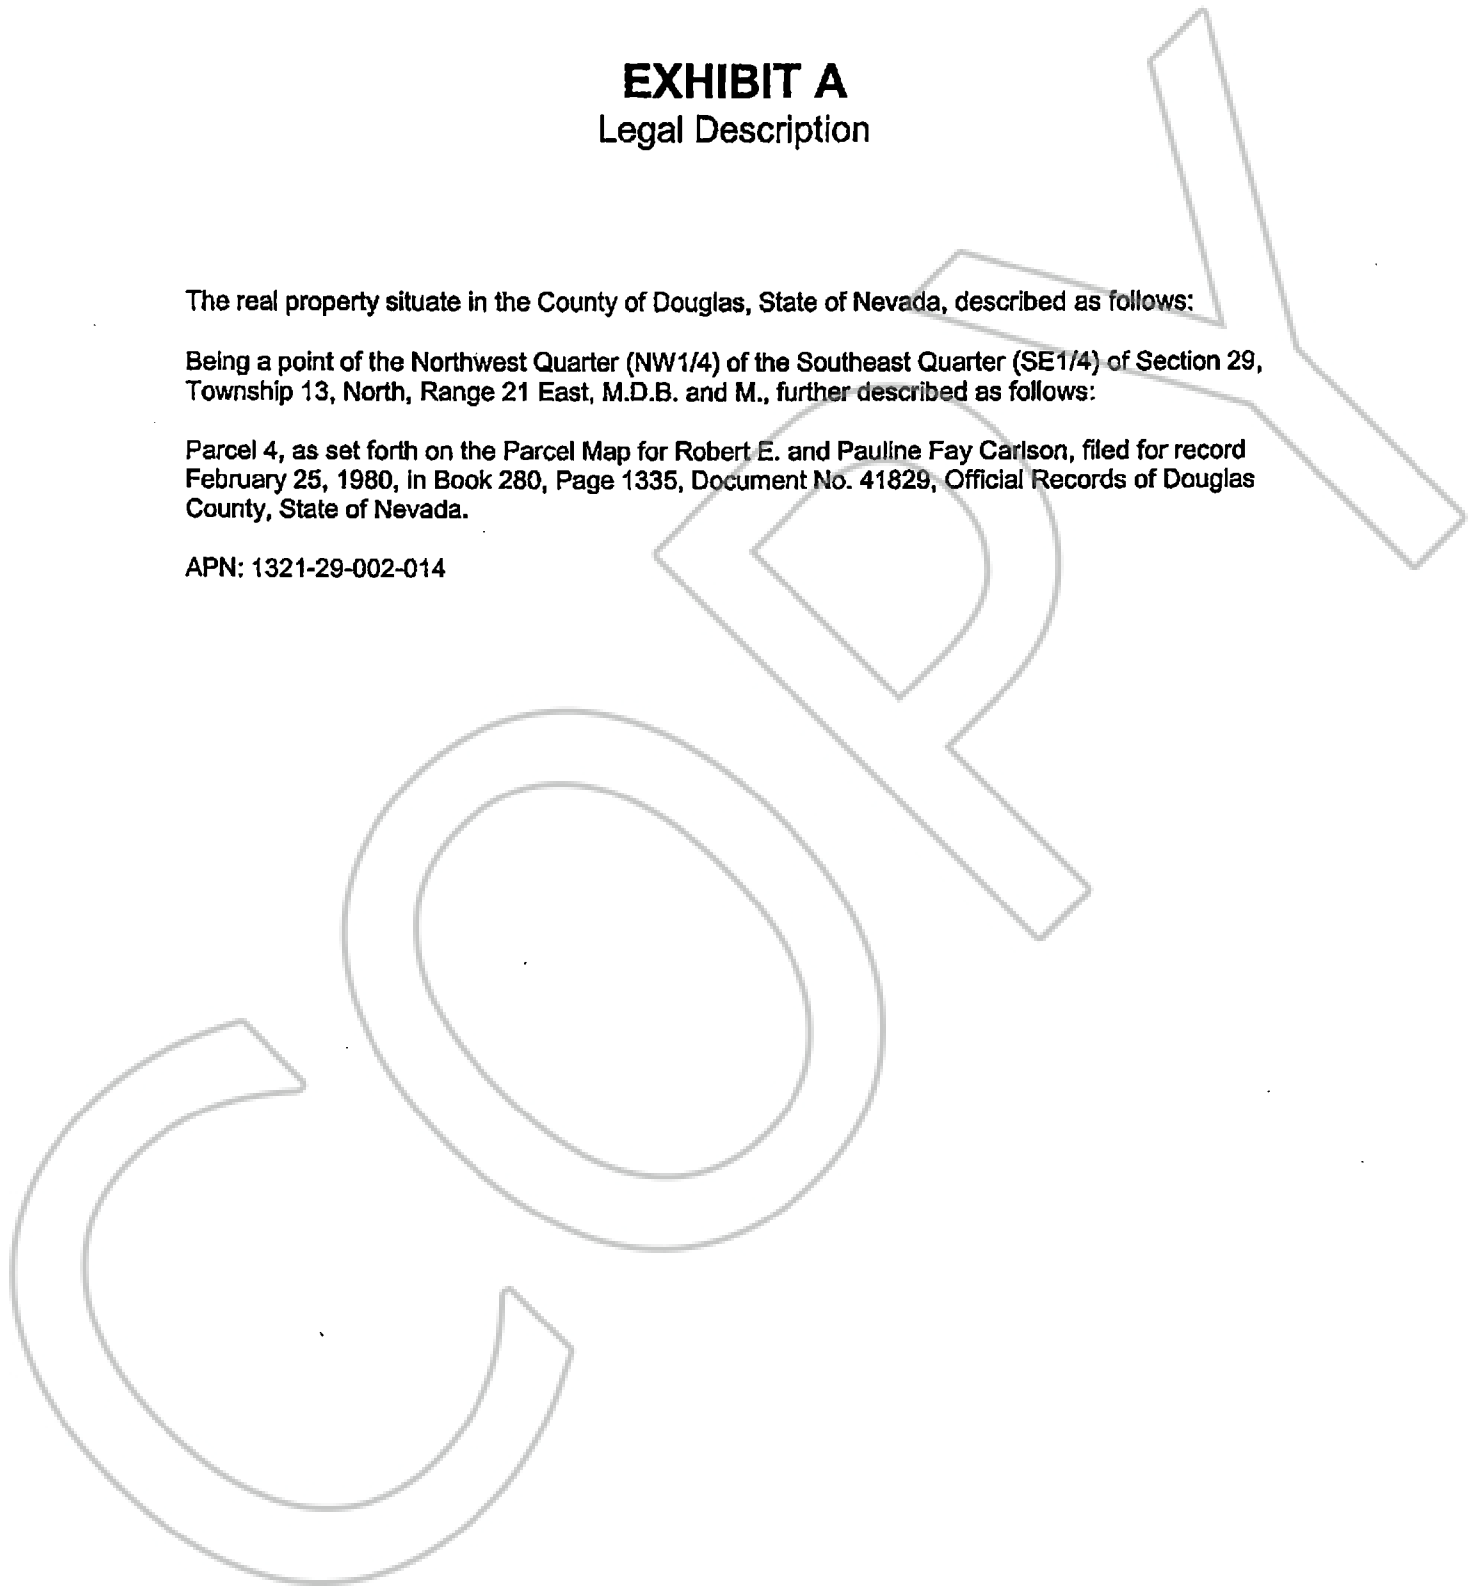 EXHIBIT A
Legal Description
The real property situate in the County of Douglas, State of Nevada, described as follows:
Being a point of the Northwest Quarter (NW1/4) of the Southeast Quarter (SE1/4) of Section 29,
Township 13, North, Range 21 East, M.D.B. and M., further described as follows:
Parcel 4, as set forth on the Parcel Map for Robert E. and Pauline Fay Carlson, filed for record
February 25, 1980, in Book 280, Page 1335, Document No. 41829, Official Records of Douglas
County, State of Nevada.
APN: 1321-29-002-014
COPY